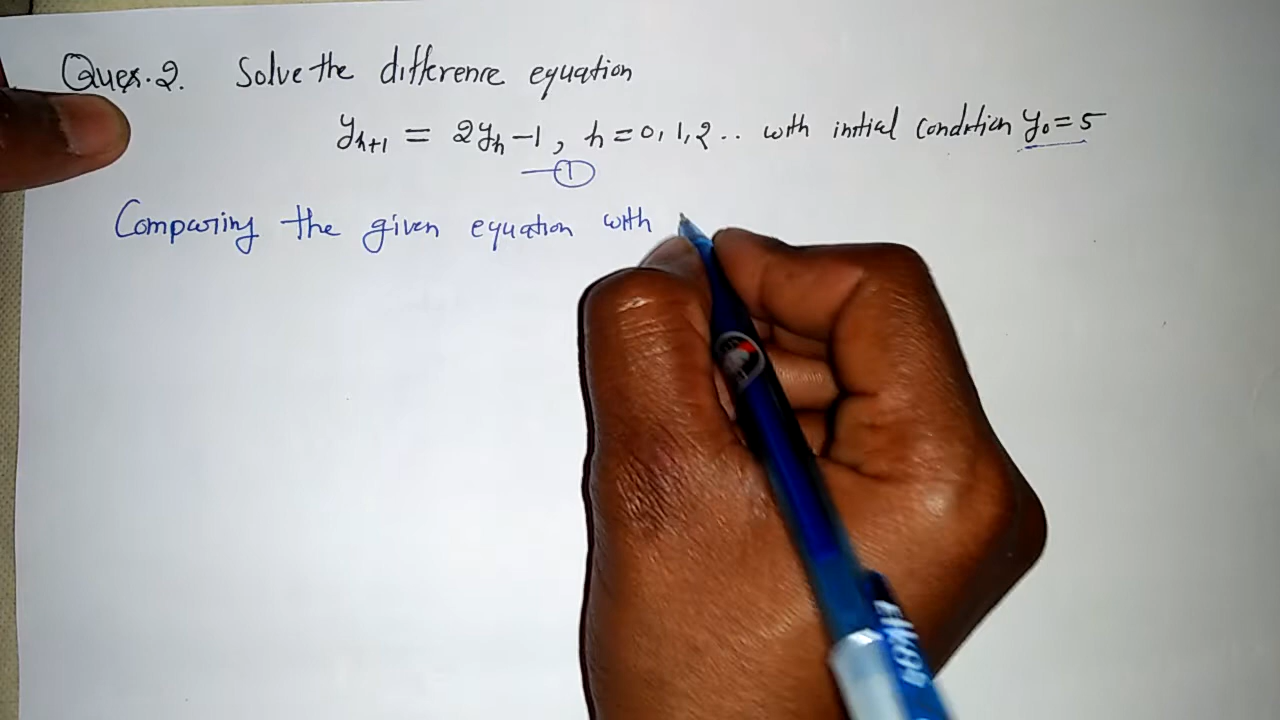 Ques.2. Solve the difference equation
y_{h+1} = 2y_h - 1, h = 0, 1, 2 .. with initial condition y_0 = 5
—①
Comparing the given equation with